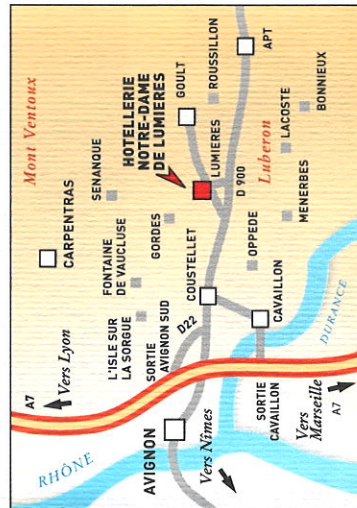 Mont Ventoux
CARPENTRAS
SENANQUE
HOTELLERIE
NOTRE-DAME
DE LUMIERES
GOULT
ROUSSILLON
APT
FONTAINE
DE VAUCLUSE
GORDES
LUMIERES
D 900
Luberon
LACOSTE
BONNIEUX
MENERBES
OPPEDE
L'ISLE SUR
LA SORGUE
COUSTELLET
CAVAILLON
D22
SORTIE
AVIGNON SUD
SORTIE
CAVAILLON
DURANCE
A7
Vers Lyon
AVIGNON
Vers Nîmes
RHÔNE
Vers
Marseille
A7